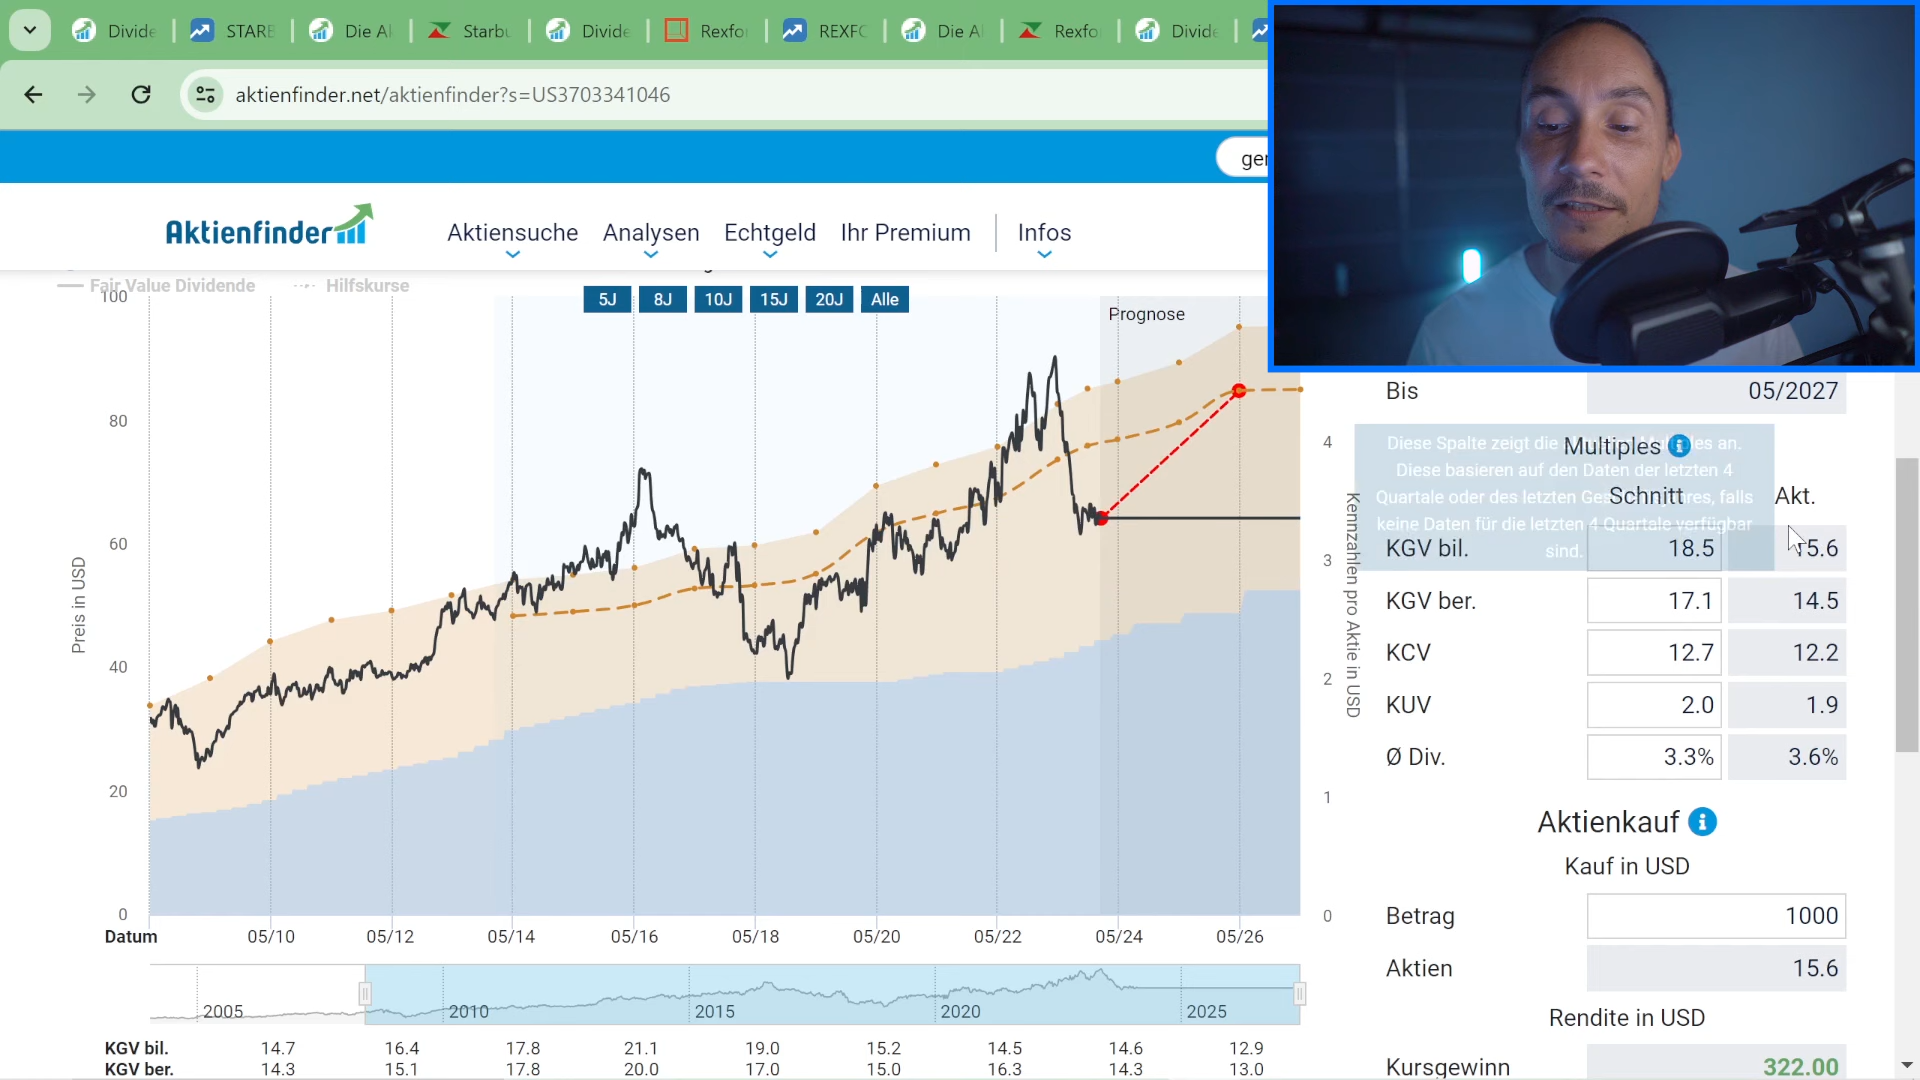 Divide
STARB
Die Ak
Starbu
Divide
Rexfor
REXFO
Die A
Rexfo
Divide
aktienfinder.net/aktienfinder?s=US3703341046
ger
Aktienfinder
Aktiensuche
Analysen
Echtgeld
Ihr Premium
Infos
Fair Value Dividende
Hilfskurse
5J
8J
10J
15J
20J
Alle
Prognose
Preis in USD
100
80
60
40
20
0
4
3
2
1
0
Kennzahlen pro Aktie in USD
Datum
05/10
05/12
05/14
05/16
05/18
05/20
05/22
05/24
05/26
2005
2010
2015
2020
2025
KGV bil. 14.7 16.4 17.8 21.1 19.0 15.2 14.5 14.6 12.9
KGV ber. 14.3 15.1 17.8 20.0 17.0 15.0 16.3 14.3 13.0
Bis 05/2027
Multiples
Diese Spalte zeigt die les an.
Diese basieren auf den Daten der letzten 4
Quartale oder des letzten Ges res, falls
keine Daten für die letzten 4 Quartale verfügbar
sind.
Schnitt Akt.
KGV bil. 18.5 15.6
KGV ber. 17.1 14.5
KCV 12.7 12.2
KUV 2.0 1.9
Ø Div. 3.3% 3.6%
Aktienkauf
Kauf in USD
Betrag 1000
Aktien 15.6
Rendite in USD
Kursgewinn 322.00